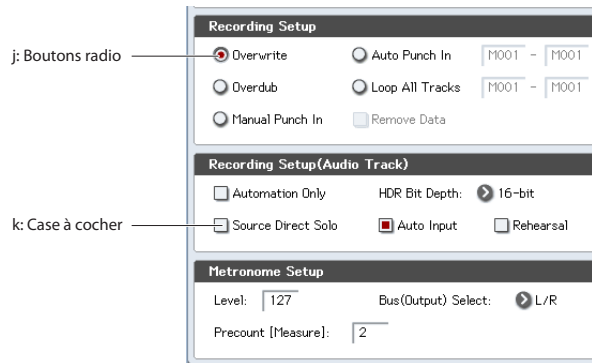 Recording Setup
j: Boutons radio
Overwrite Auto Punch In M001 - M001
Overdub Loop All Tracks M001 - M001
Manual Punch In Remove Data
Recording Setup(Audio Track)
Automation Only HDR Bit Depth: 16-bit
k: Case à cocher
Source Direct Solo Auto Input Rehearsal
Metronome Setup
Level: 127 Bus(Output) Select: L/R
Precount [Measure]: 2